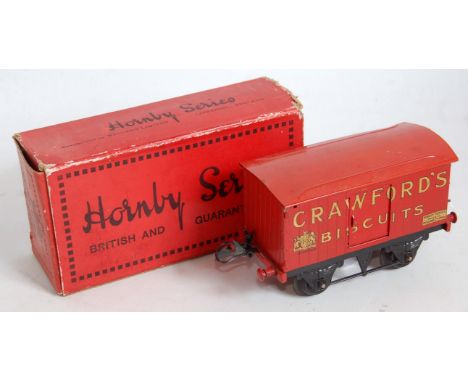 Hornby Series
Hornby Ser
BRITISH AND GUARANT
CRAWFORD'S
BISCUITS